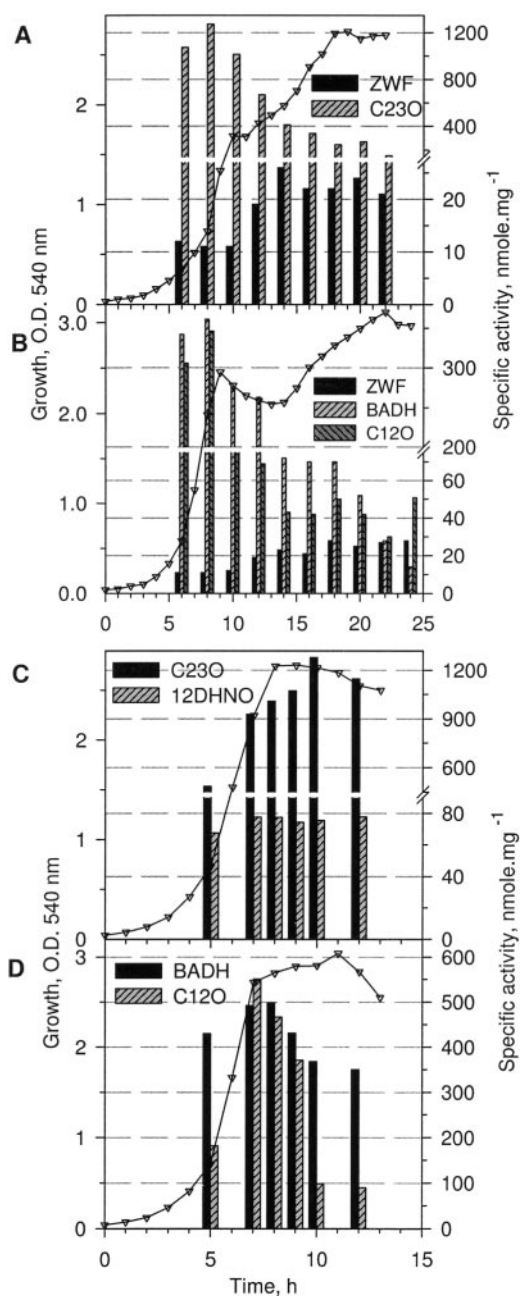 A
ZWF
C23O
1200
800
400
20
10
0
2
1
0
B
ZWF
BADH
C12O
3.0
2.0
1.0
0.0
300
200
60
40
20
0
0 5 10 15 20 25
Growth, O.D. 540 nm
Specific activity, nmole.mg-1
C
C23O
12DHNO
2
1
0
1200
900
600
80
40
0
D
BADH
C12O
3
2
1
0
600
500
400
300
200
100
0
0 5 10 15
Time, h
Growth, O.D. 540 nm
Specific activity, nmole.mg-1